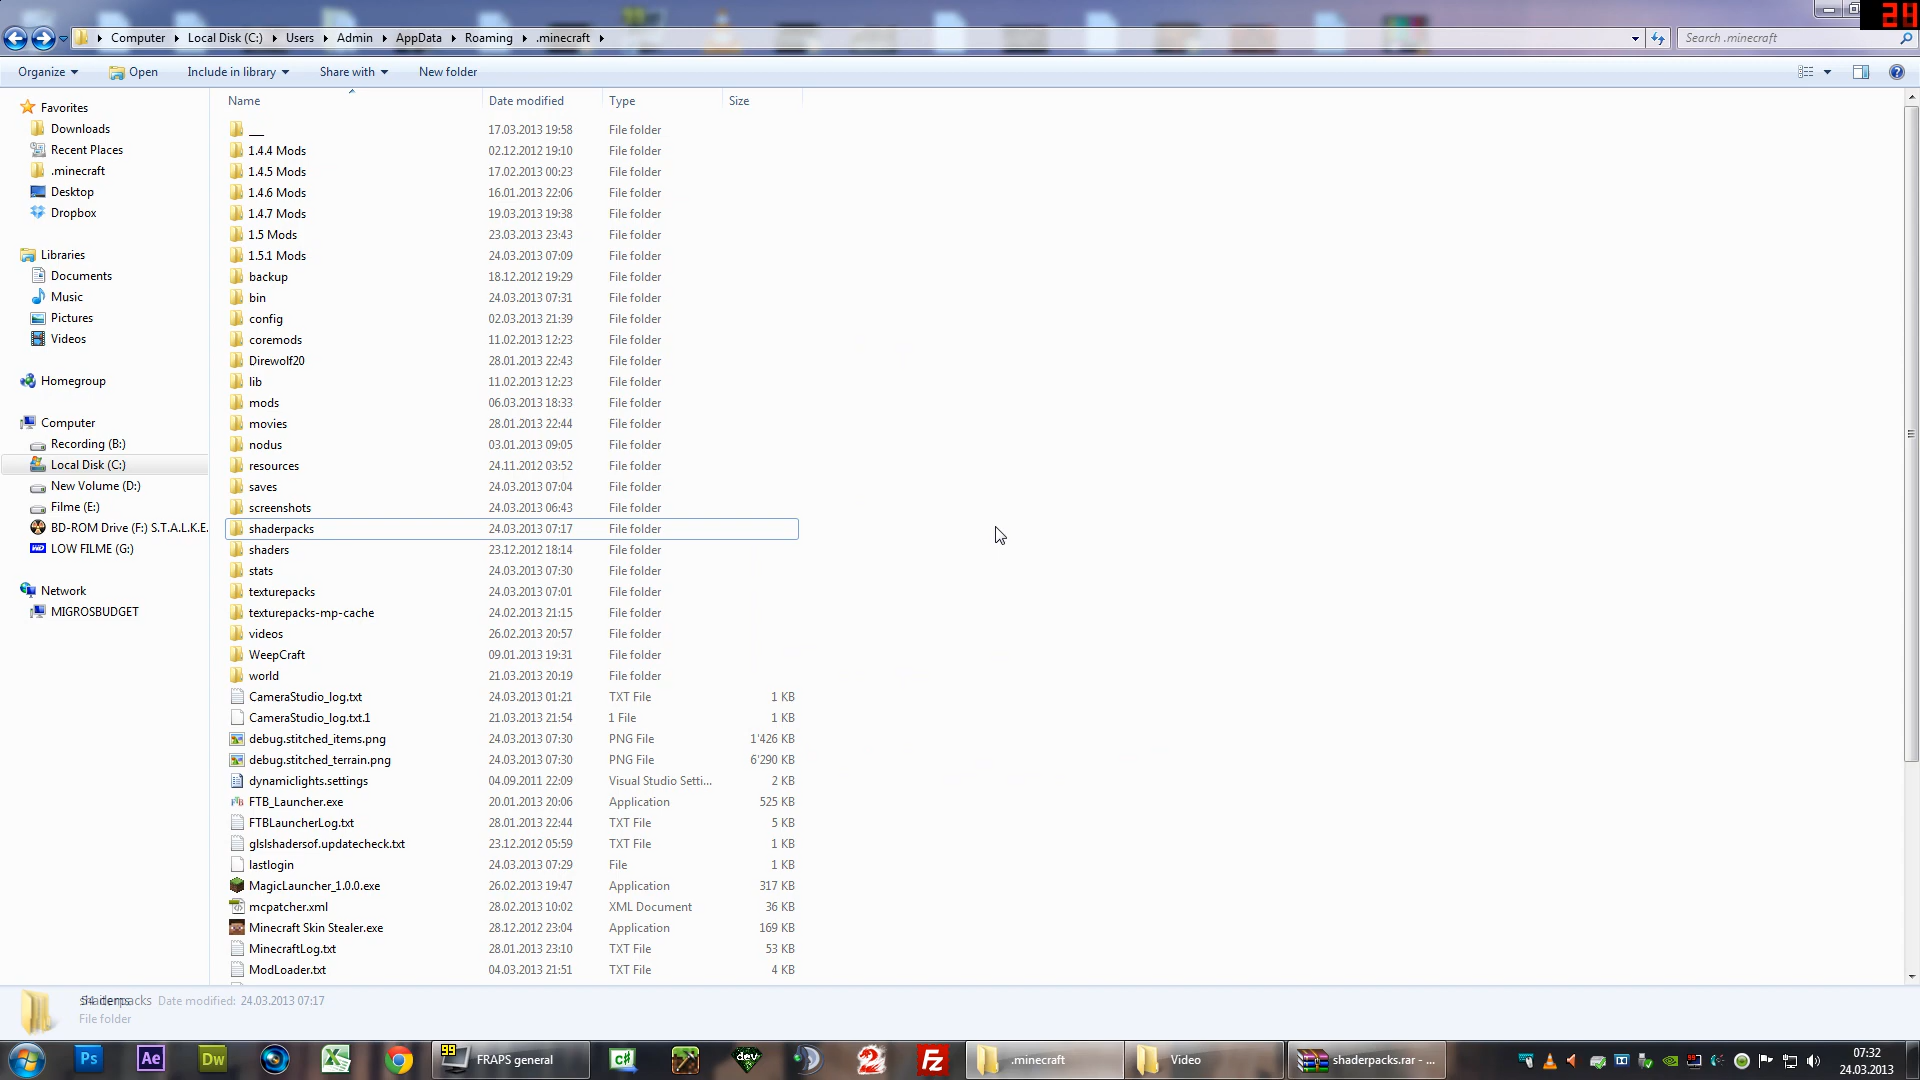 24
Computer Local Disk (C:) Users Admin AppData Roaming .minecraft Search .minecraft
Organize Open Include in library Share with New folder
Name Date modified Type Size
Favorites
Downloads
Recent Places
.minecraft
Desktop
Dropbox
Libraries
Documents
Music
Pictures
Videos
Homegroup
Computer
Recording (B:)
Local Disk (C:)
New Volume (D:)
Filme (E:)
BD-ROM Drive (F:) S.T.A.L.K.E.
LOW FILME (G:)
Network
MIGROSBUDGET
__ 17.03.2013 19:58 File folder
1.4.4 Mods 02.12.2012 19:10 File folder
1.4.5 Mods 17.02.2013 00:23 File folder
1.4.6 Mods 16.01.2013 22:06 File folder
1.4.7 Mods 19.03.2013 19:38 File folder
1.5 Mods 23.03.2013 23:43 File folder
1.5.1 Mods 24.03.2013 07:09 File folder
backup 18.12.2012 19:29 File folder
bin 24.03.2013 07:31 File folder
config 02.03.2013 21:39 File folder
coremods 11.02.2013 12:23 File folder
Direwolf20 28.01.2013 22:43 File folder
lib 11.02.2013 12:23 File folder
mods 06.03.2013 18:33 File folder
movies 28.01.2013 22:44 File folder
nodus 03.01.2013 09:05 File folder
resources 24.11.2012 03:52 File folder
saves 24.03.2013 07:04 File folder
screenshots 24.03.2013 06:43 File folder
shaderpacks 24.03.2013 07:17 File folder
shaders 23.12.2012 18:14 File folder
stats 24.03.2013 07:30 File folder
texturepacks 24.03.2013 07:01 File folder
texturepacks-mp-cache 24.02.2013 21:15 File folder
videos 26.02.2013 20:57 File folder
WeepCraft 09.01.2013 19:31 File folder
world 21.03.2013 20:19 File folder
CameraStudio_log.txt 24.03.2013 01:21 TXT File 1 KB
CameraStudio_log.txt.1 21.03.2013 21:54 1 File 1 KB
debug.stitched_items.png 24.03.2013 07:30 PNG File 1'426 KB
debug.stitched_terrain.png 24.03.2013 07:30 PNG File 6'290 KB
dynamiclights.settings 04.09.2011 22:09 Visual Studio Setti... 2 KB
FTB_Launcher.exe 20.01.2013 20:06 Application 525 KB
FTBLauncherLog.txt 28.01.2013 22:44 TXT File 5 KB
glslshadersof.updatecheck.txt 23.12.2012 05:59 TXT File 1 KB
lastlogin 24.03.2013 07:29 File 1 KB
MagicLauncher_1.0.0.exe 26.02.2013 19:47 Application 317 KB
mcpatcher.xml 28.02.2013 10:02 XML Document 36 KB
Minecraft Skin Stealer.exe 28.12.2012 23:04 Application 169 KB
MinecraftLog.txt 28.01.2013 23:10 TXT File 53 KB
ModLoader.txt 04.03.2013 21:51 TXT File 4 KB
shaderpacks Date modified: 24.03.2013 07:17
File folder
Ps Ae Dw 99 FRAPS general c# dev 2 Fz .minecraft Video shaderpacks.rar - ... 07:32
24.03.2013